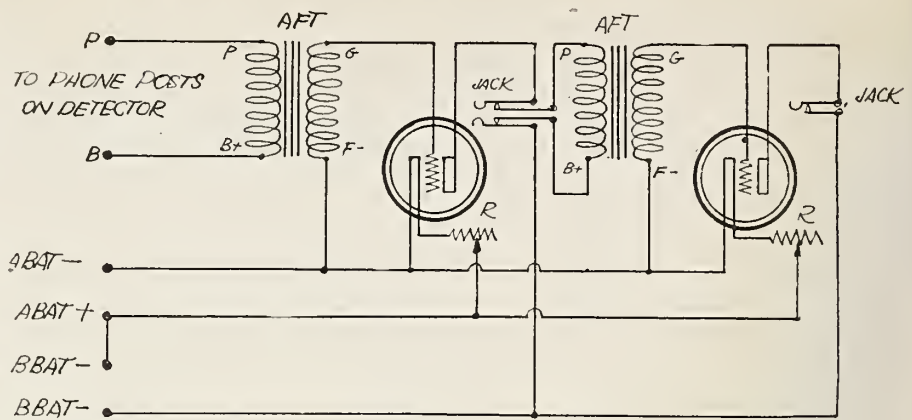 AFT
AFT
P
P
G
P
G
JACK
JACK
TO PHONE POSTS
ON DETECTOR
B
B+
F-
B+
F-
R
R
ABAT-
ABAT+
BBAT-
BBAT-